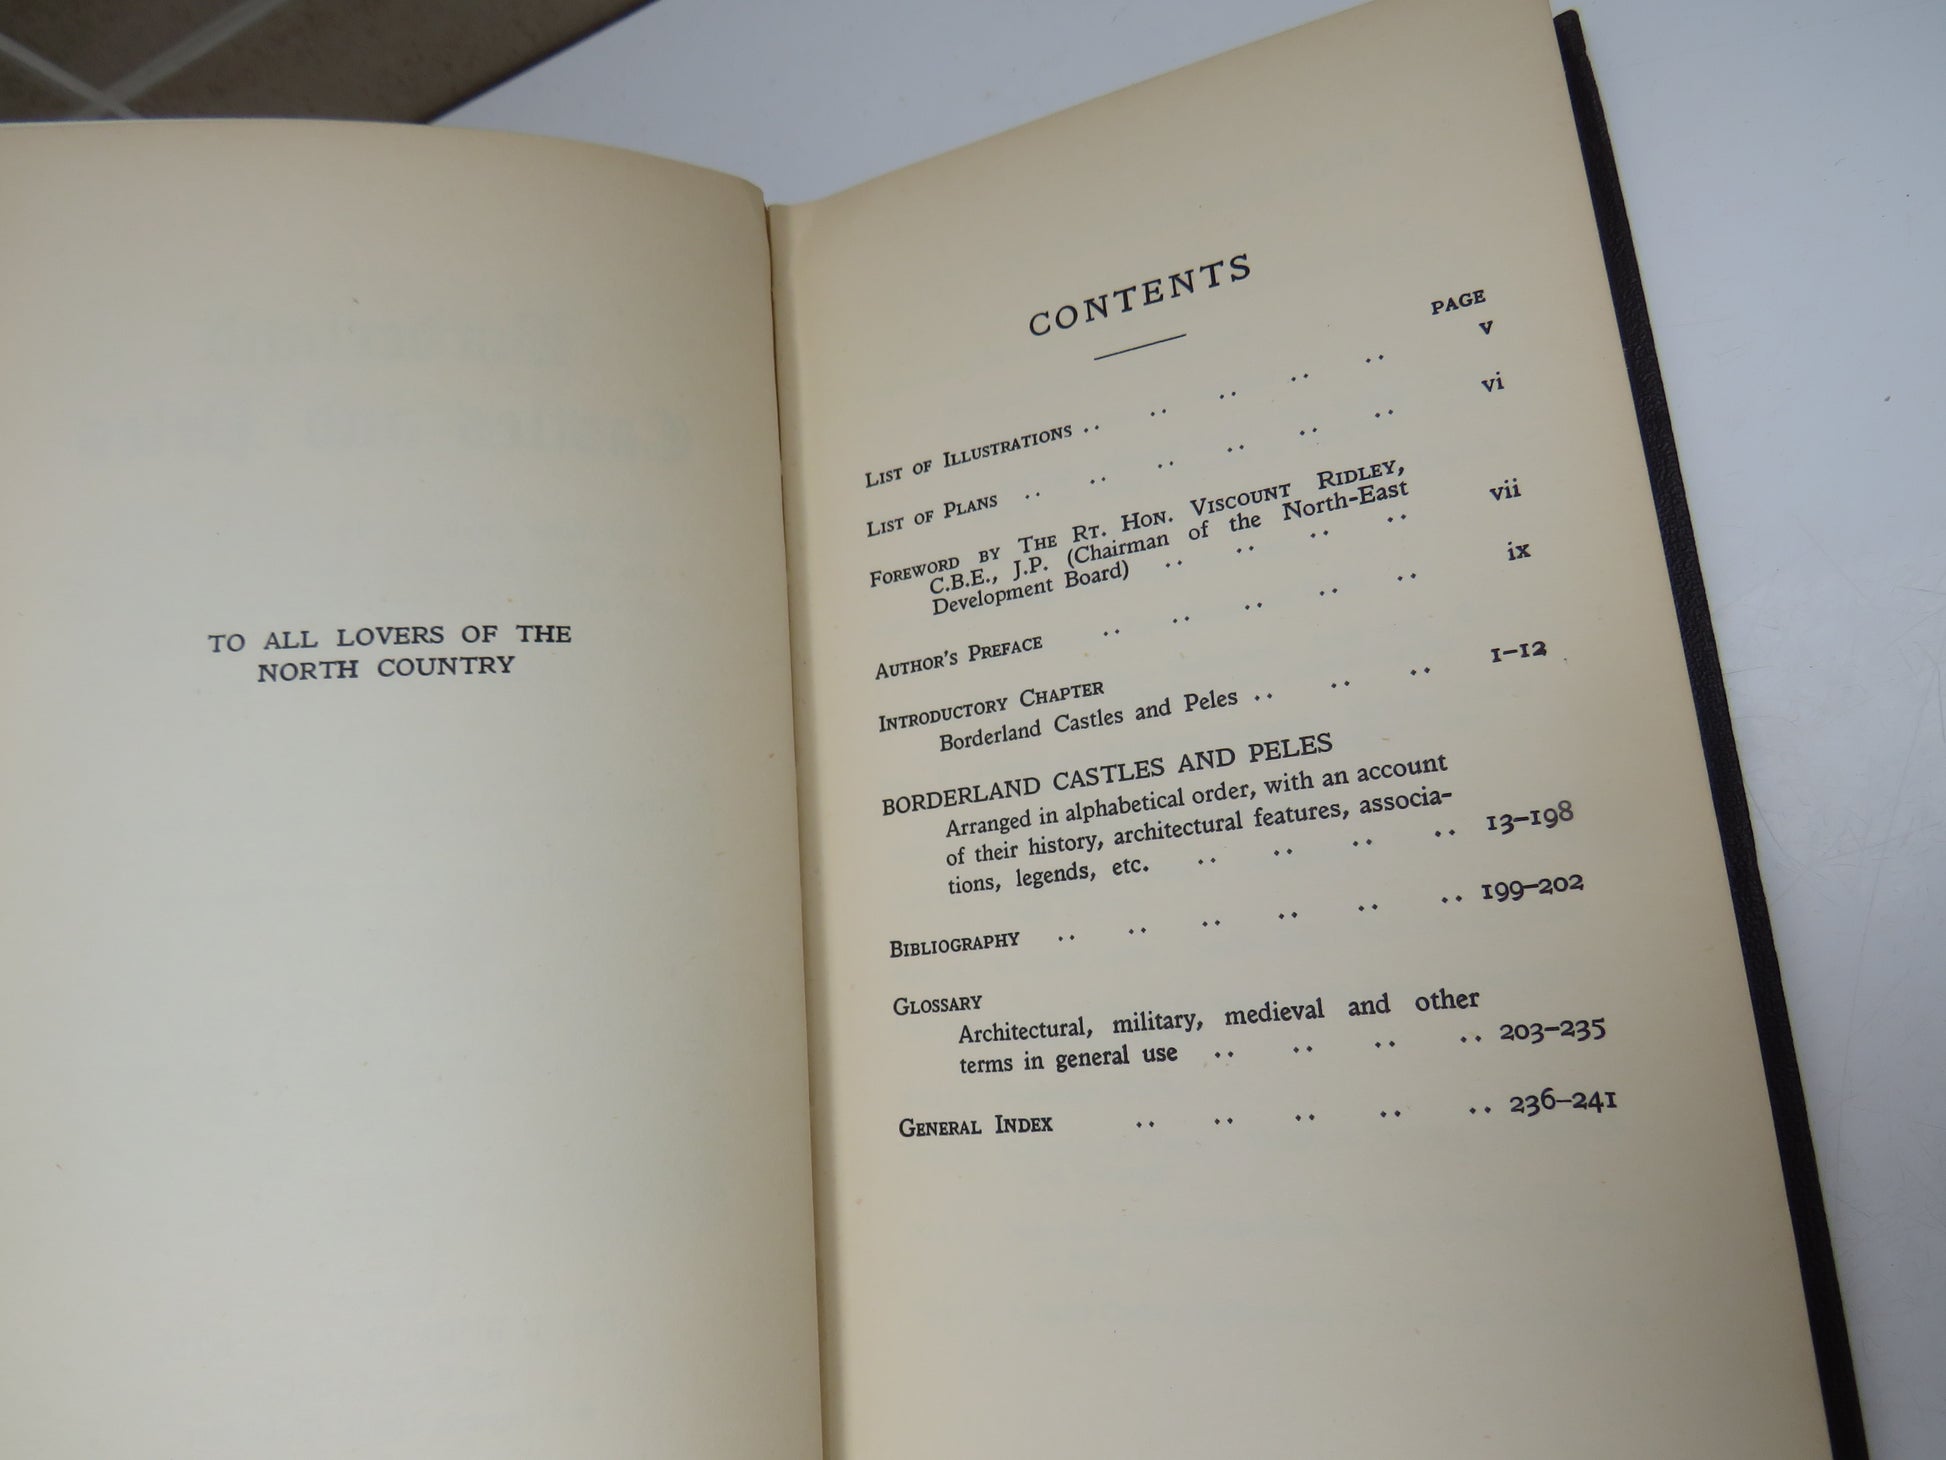 TO ALL LOVERS OF THE
NORTH COUNTRY
CONTENTS
PAGE
LIST OF ILLUSTRATIONS .. .. .. .. .. v
LIST OF PLANS .. .. .. .. .. .. vi
FOREWORD BY THE RT. HON. VISCOUNT RIDLEY,
C.B.E., J.P. (Chairman of the North-East
Development Board) .. .. .. .. vii
AUTHOR'S PREFACE .. .. .. .. .. ix
INTRODUCTORY CHAPTER
Borderland Castles and Peles .. .. .. 1–12
BORDERLAND CASTLES AND PELES
Arranged in alphabetical order, with an account
of their history, architectural features, associa-
tions, legends, etc. .. .. .. .. 13–198
BIBLIOGRAPHY .. .. .. .. .. .. 199–202
GLOSSARY
Architectural, military, medieval and other
terms in general use .. .. .. .. 203–235
GENERAL INDEX .. .. .. .. .. 236–241